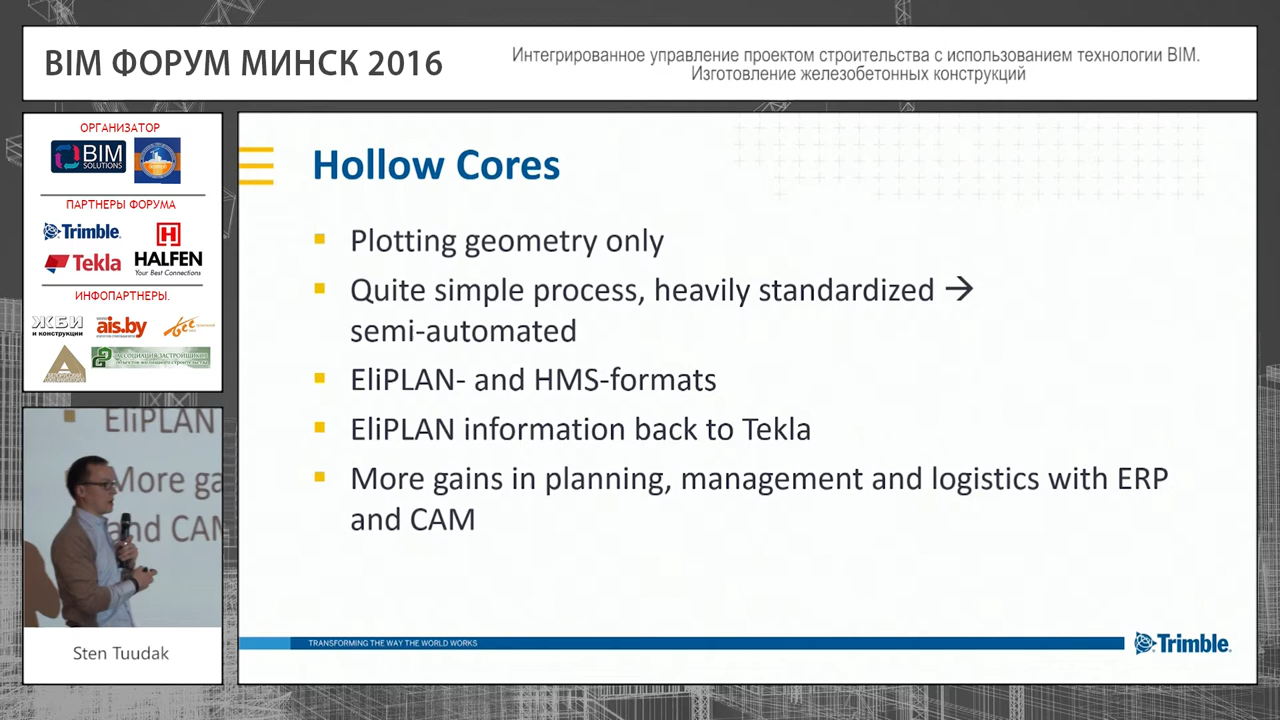 BIM ФОРУМ МИНСК 2016
Интегрированное управление проектом строительства с использованием технологии BIM.
Изготовление железобетонных конструкций
ОРГАНИЗАТОР
BIM
SOLUTIONS
ПАРТНЕРЫ ФОРУМА
Trimble
HALFEN
Your Best Connections
Tekla
ИНФОПАРТНЕРЫ.
ЖБИ
и конструкции
ais.by
все
АССОЦИАЦИЯ ЗАСТРОЙЩИКОВ
EliPLAN
More ga
and CAM
Sten Tuudak
Hollow Cores
Plotting geometry only
Quite simple process, heavily standardized →
semi-automated
EliPLAN- and HMS-formats
EliPLAN information back to Tekla
More gains in planning, management and logistics with ERP
and CAM
TRANSFORMING THE WAY THE WORLD WORKS
Trimble